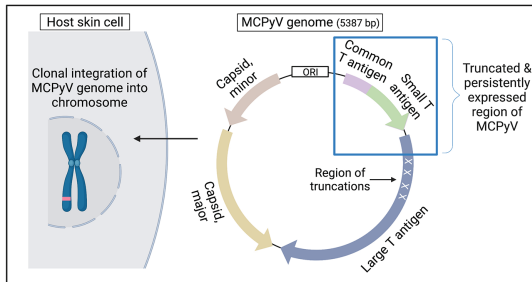 Host skin cell
Clonal integration of
MCPyV genome into
chromosome
MCPyV genome (5387 bp)
ORI
Common
T antigen
Small T
antigen
Capsid,
minor
Capsid,
major
Large T antigen
Region of
truncations
X
X
X
X
Truncated &
persistently
expressed
region of
MCPyV